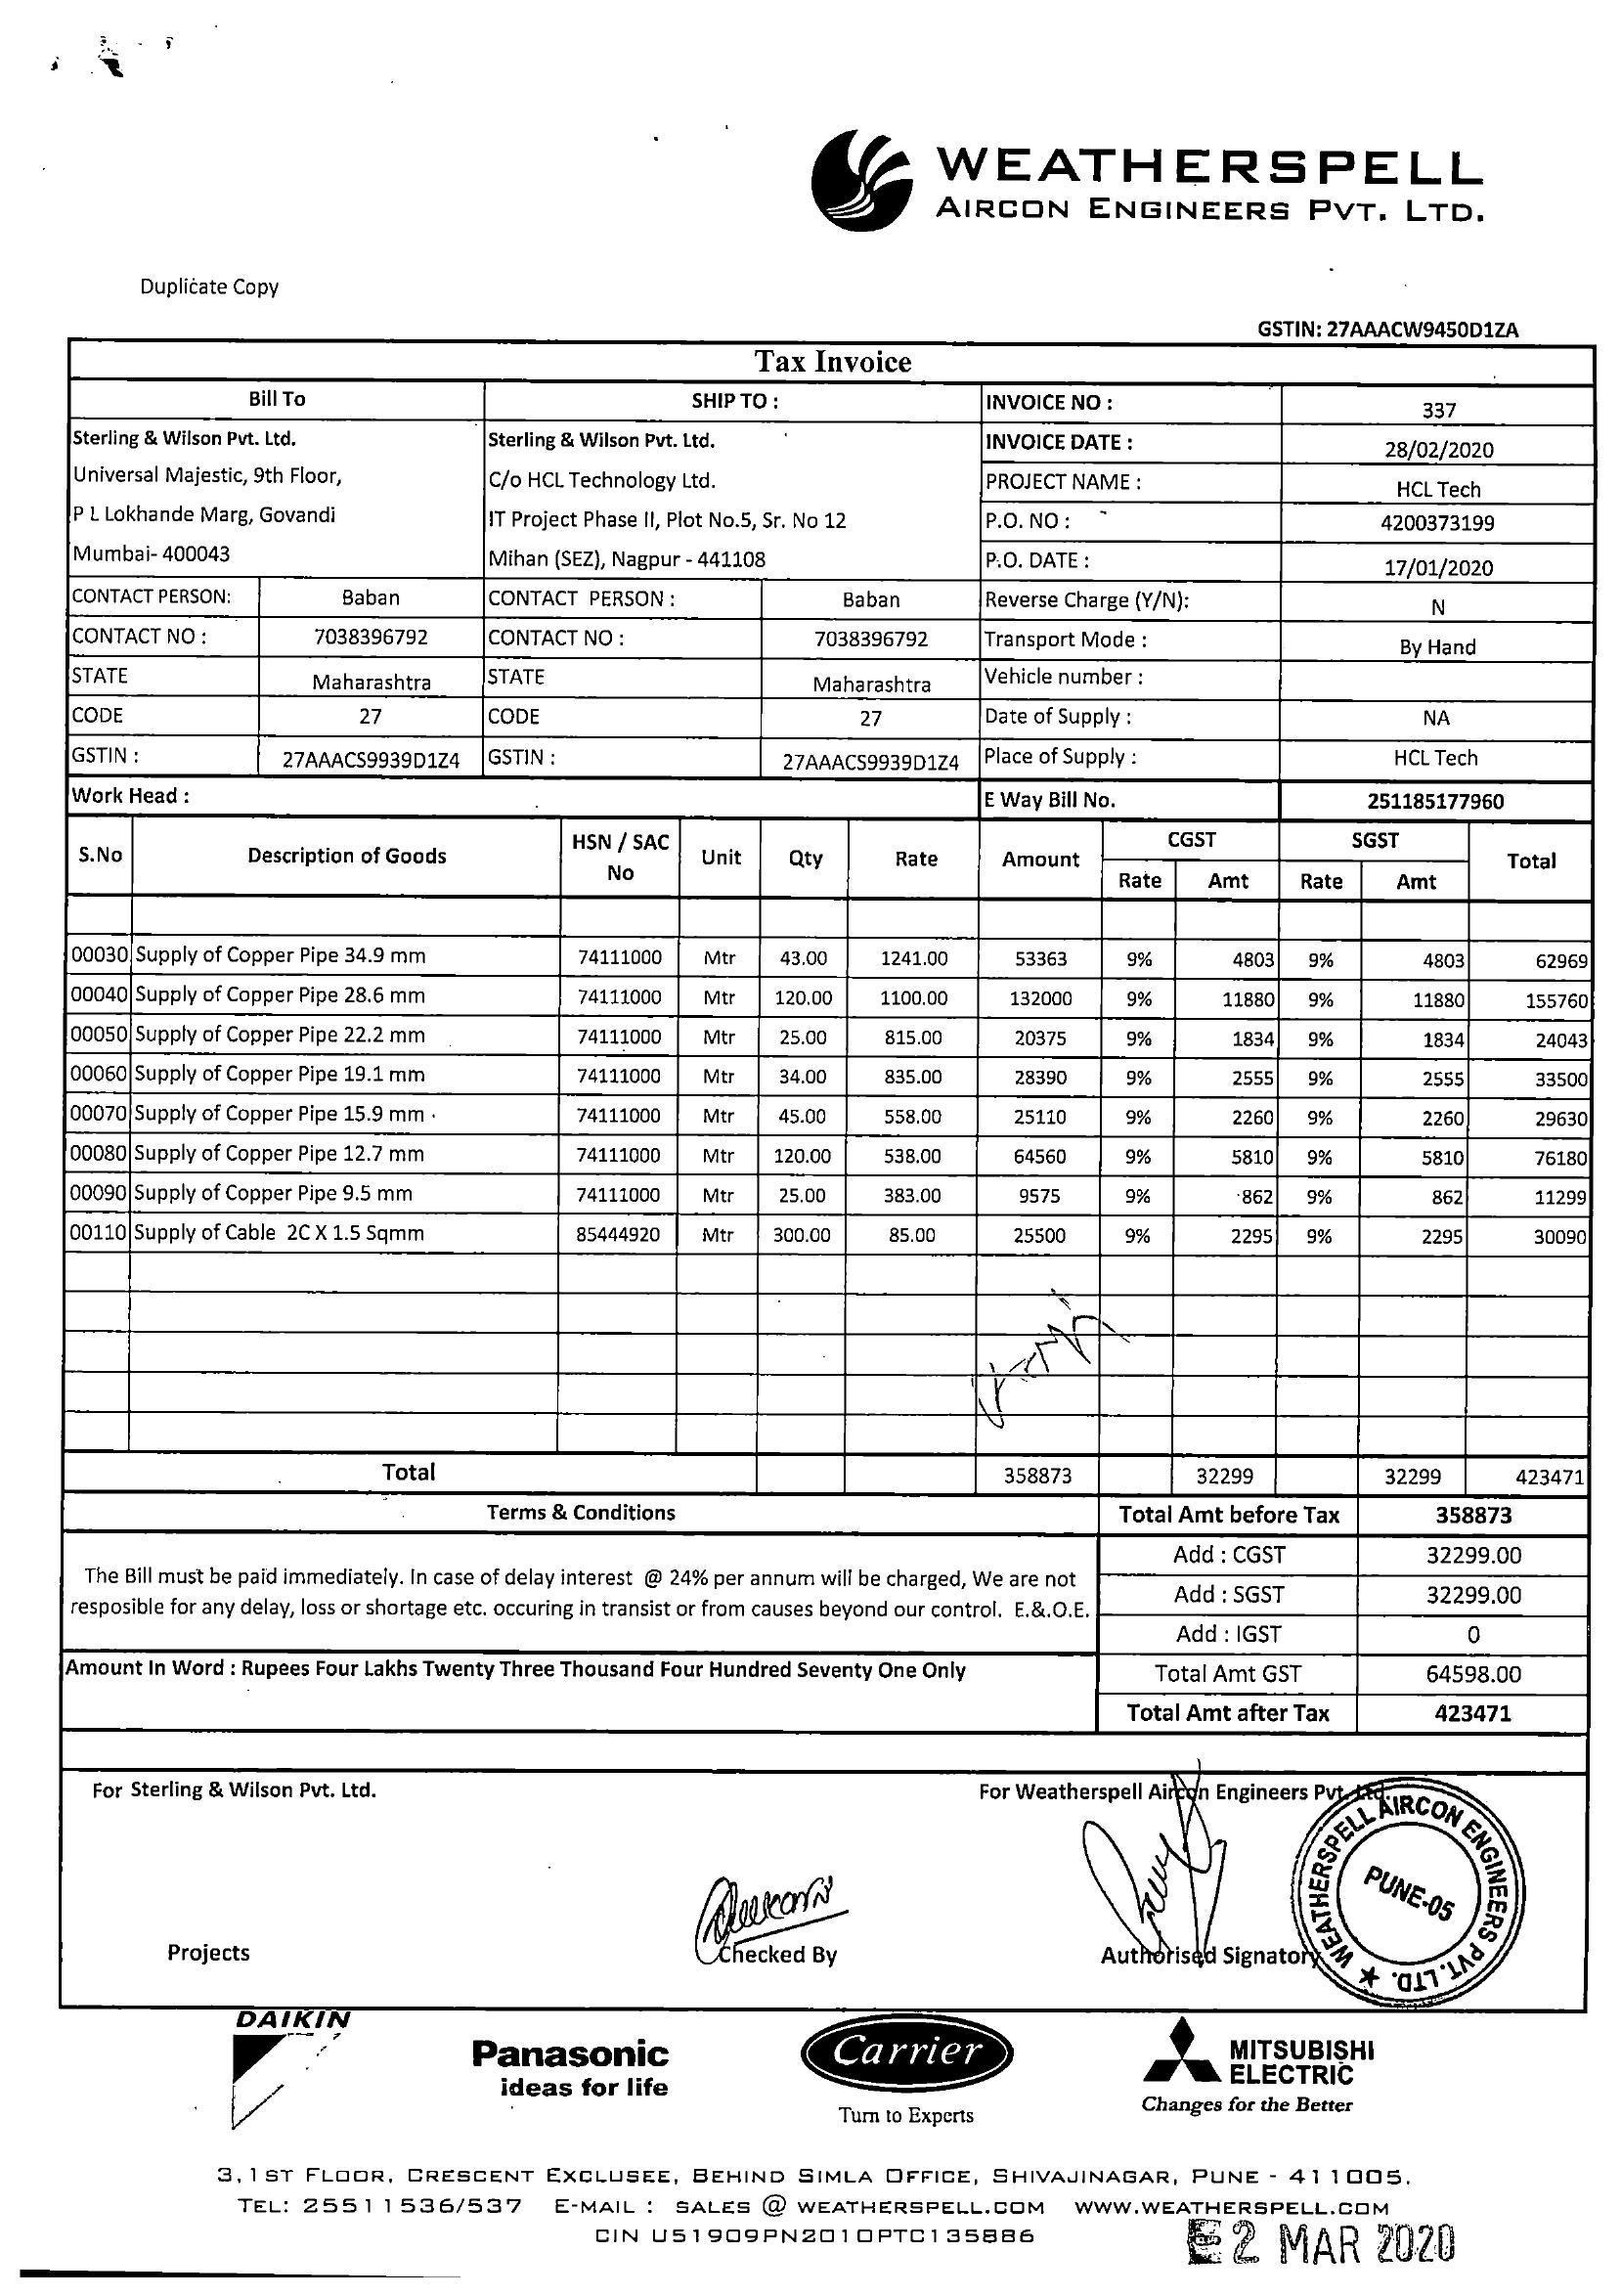 WEATHERSPELL
AIRCON ENGINEERS PVT. LTD.
Duplicate Copy
GSTIN: 27AAACW9450D1ZA
Tax Invoice
Bill To SHIP TO : INVOICE NO : 337
Sterling & Wilson Pvt. Ltd. Sterling & Wilson Pvt. Ltd. INVOICE DATE : 28/02/2020
Universal Majestic, 9th Floor, C/o HCL Technology Ltd. PROJECT NAME : HCL Tech
P L Lokhande Marg, Govandi IT Project Phase II, Plot No.5, Sr. No 12 P.O. NO : 4200373199
Mumbai- 400043 Mihan (SEZ), Nagpur - 441108 P.O. DATE : 17/01/2020
CONTACT PERSON: Baban CONTACT PERSON : Baban Reverse Charge (Y/N): N
CONTACT NO : 7038396792 CONTACT NO : 7038396792 Transport Mode : By Hand
STATE Maharashtra STATE Maharashtra Vehicle number :
CODE 27 CODE 27 Date of Supply : NA
GSTIN : 27AAACS9939D1Z4 GSTIN : 27AAACS9939D1Z4 Place of Supply : HCL Tech
Work Head : E Way Bill No. 251185177960
S.No Description of Goods HSN / SAC No Unit Qty Rate Amount CGST SGST Total
Rate Amt Rate Amt
00030 Supply of Copper Pipe 34.9 mm 74111000 Mtr 43.00 1241.00 53363 9% 4803 9% 4803 62969
00040 Supply of Copper Pipe 28.6 mm 74111000 Mtr 120.00 1100.00 132000 9% 11880 9% 11880 155760
00050 Supply of Copper Pipe 22.2 mm 74111000 Mtr 25.00 815.00 20375 9% 1834 9% 1834 24043
00060 Supply of Copper Pipe 19.1 mm 74111000 Mtr 34.00 835.00 28390 9% 2555 9% 2555 33500
00070 Supply of Copper Pipe 15.9 mm 74111000 Mtr 45.00 558.00 25110 9% 2260 9% 2260 29630
00080 Supply of Copper Pipe 12.7 mm 74111000 Mtr 120.00 538.00 64560 9% 5810 9% 5810 76180
00090 Supply of Copper Pipe 9.5 mm 74111000 Mtr 25.00 383.00 9575 9% 862 9% 862 11299
00110 Supply of Cable 2C X 1.5 Sqmm 85444920 Mtr 300.00 85.00 25500 9% 2295 9% 2295 30090
Total 358873 32299 32299 423471
Terms & Conditions Total Amt before Tax 358873
Add : CGST 32299.00
The Bill must be paid immediately. In case of delay interest @ 24% per annum will be charged, We are not
resposible for any delay, loss or shortage etc. occuring in transist or from causes beyond our control. E.&.O.E.
Add : SGST 32299.00
Add : IGST 0
Amount In Word : Rupees Four Lakhs Twenty Three Thousand Four Hundred Seventy One Only Total Amt GST 64598.00
Total Amt after Tax 423471
For Sterling & Wilson Pvt. Ltd. For Weatherspell Aircon Engineers Pvt. Ltd.
WEATHERSPELL AIRCON ENGINEERS PVT. LTD. ★
PUNE-05
Projects Checked By Authorised Signatory
DAIKIN
Panasonic
ideas for life
Carrier
Turn to Experts
MITSUBISHI
ELECTRIC
Changes for the Better
3, 1ST FLOOR, CRESCENT EXCLUSEE, BEHIND SIMLA OFFICE, SHIVAJINAGAR, PUNE - 411005.
TEL: 25511536/537 E-MAIL : SALES @ WEATHERSPELL.COM WWW.WEATHERSPELL.COM
CIN U51909PN2010PTC135886
2 MAR 2020